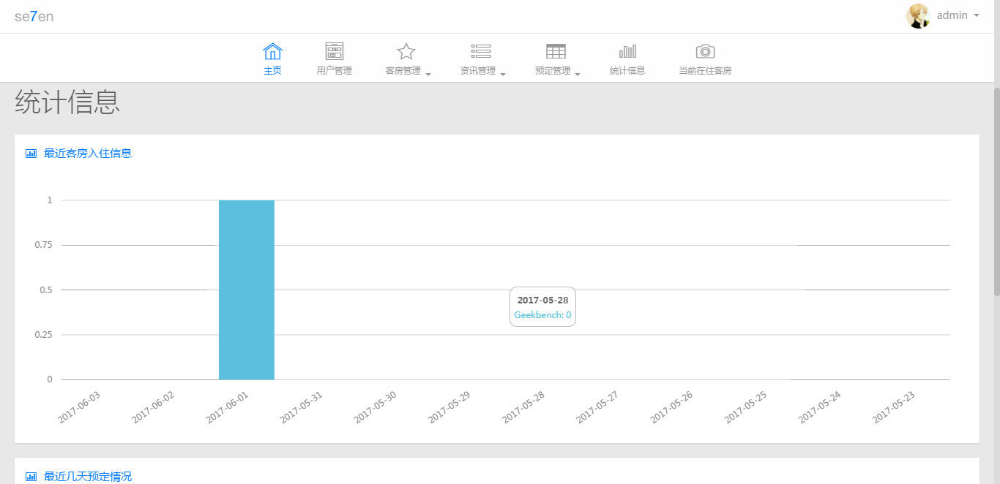 se7en
admin
主页
用户管理
客房管理
资讯管理
预定管理
统计信息
当前在住客房
统计信息
最近客房入住信息
1
0.75
0.5
0.25
0
2017-05-28
Geekbench: 0
2017-06-03
2017-06-02
2017-06-01
2017-05-31
2017-05-30
2017-05-29
2017-05-28
2017-05-27
2017-05-26
2017-05-25
2017-05-24
2017-05-23
最近几天预定情况